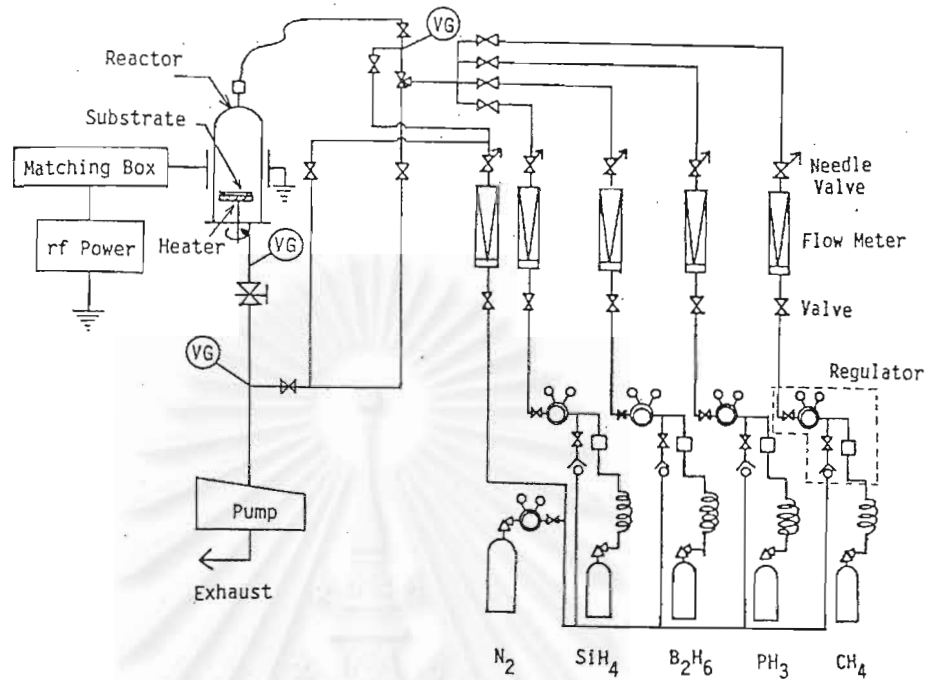 VG
Reactor
Substrate
Matching Box
Needle
Valve
rf Power
Heater
VG
Flow Meter
Valve
VG
Regulator
Pump
Exhaust
N2
SiH4
B2H6
PH3
CH4